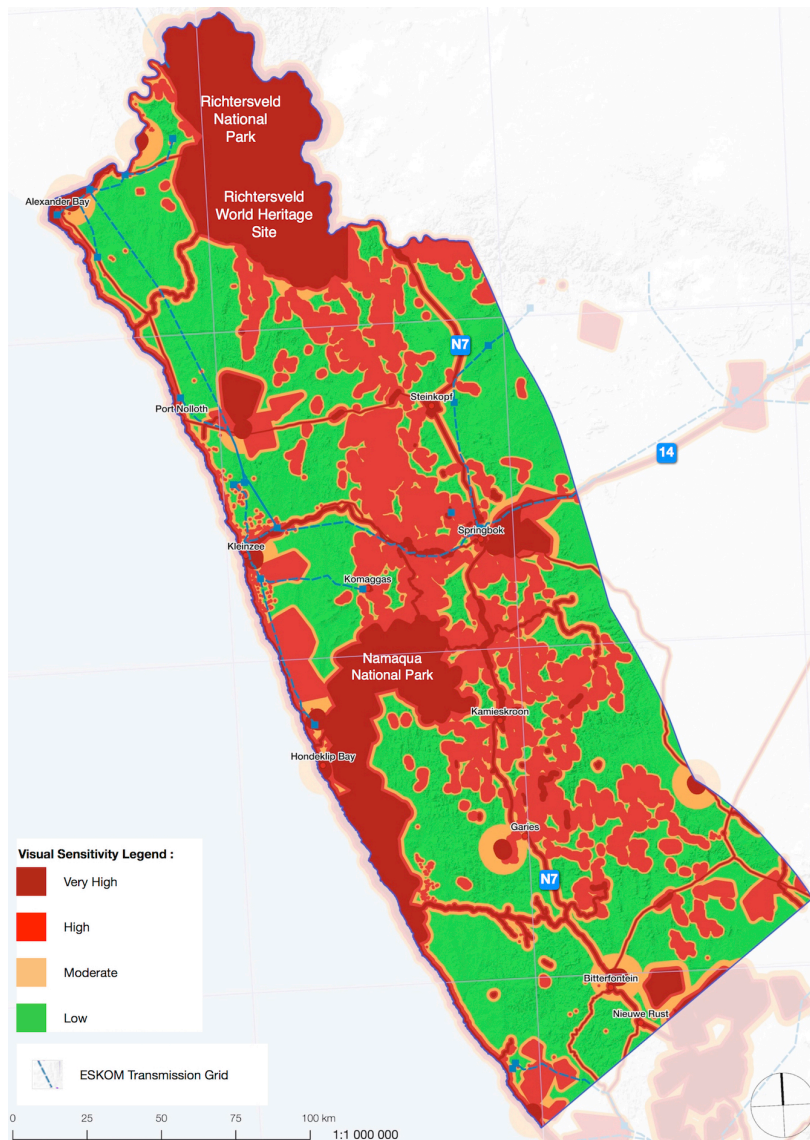 Richtersveld
National
Park
Richtersveld
World Heritage
Site
Alexander Bay
N7
Steinkopf
Port Nolloth
14
Springbok
Kleinzee
Komaggas
Namaqua
National Park
Kamieskroon
Hondeklip Bay
Garies
N7
Bitterfontein
Nieuwe Rust
Visual Sensitivity Legend :
Very High
High
Moderate
Low
ESKOM Transmission Grid
0 25 50 75 100 km
1:1 000 000